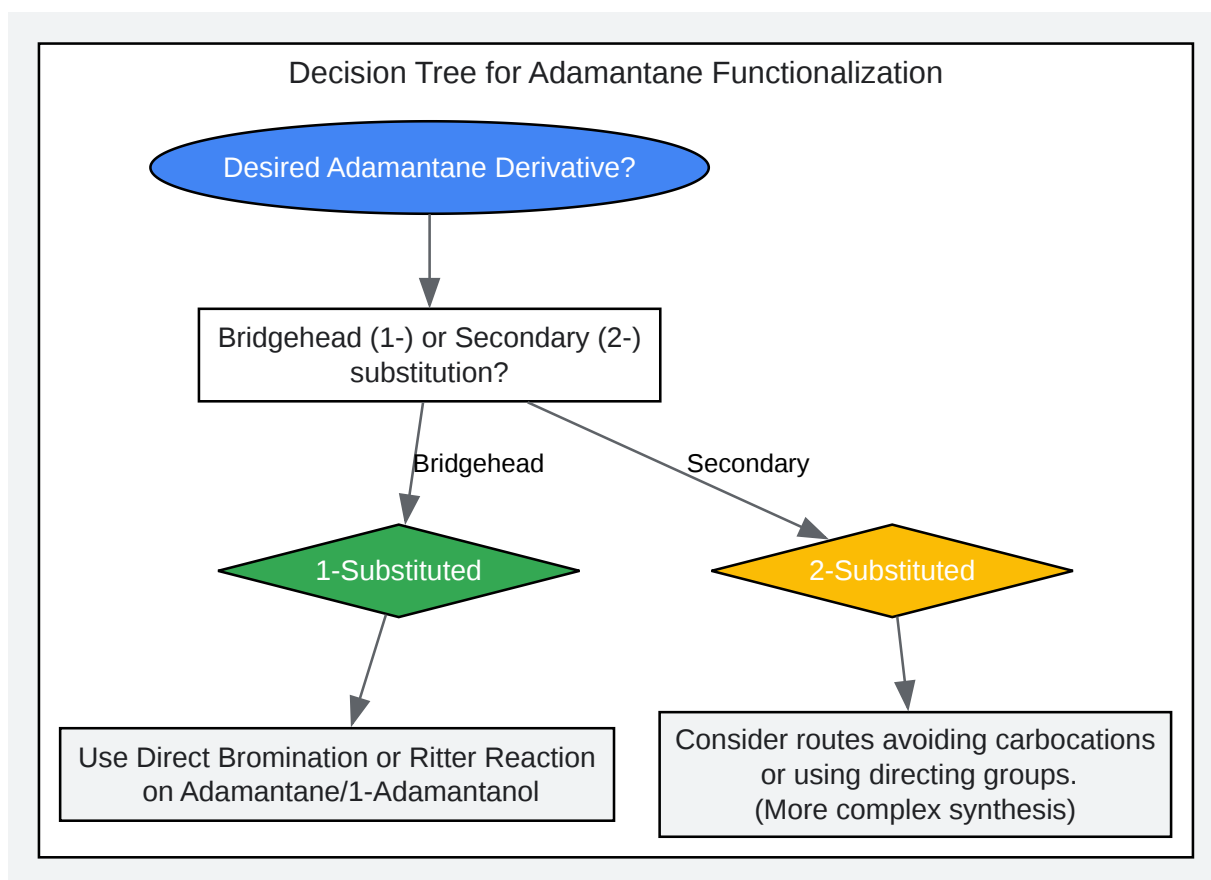 Decision Tree for Adamantane Functionalization
Desired Adamantane Derivative?
Bridgehead (1-) or Secondary (2-)
substitution?
Bridgehead
Secondary
1-Substituted
2-Substituted
Use Direct Bromination or Ritter Reaction
on Adamantane/1-Adamantanol
Consider routes avoiding carbocations
or using directing groups.
(More complex synthesis)